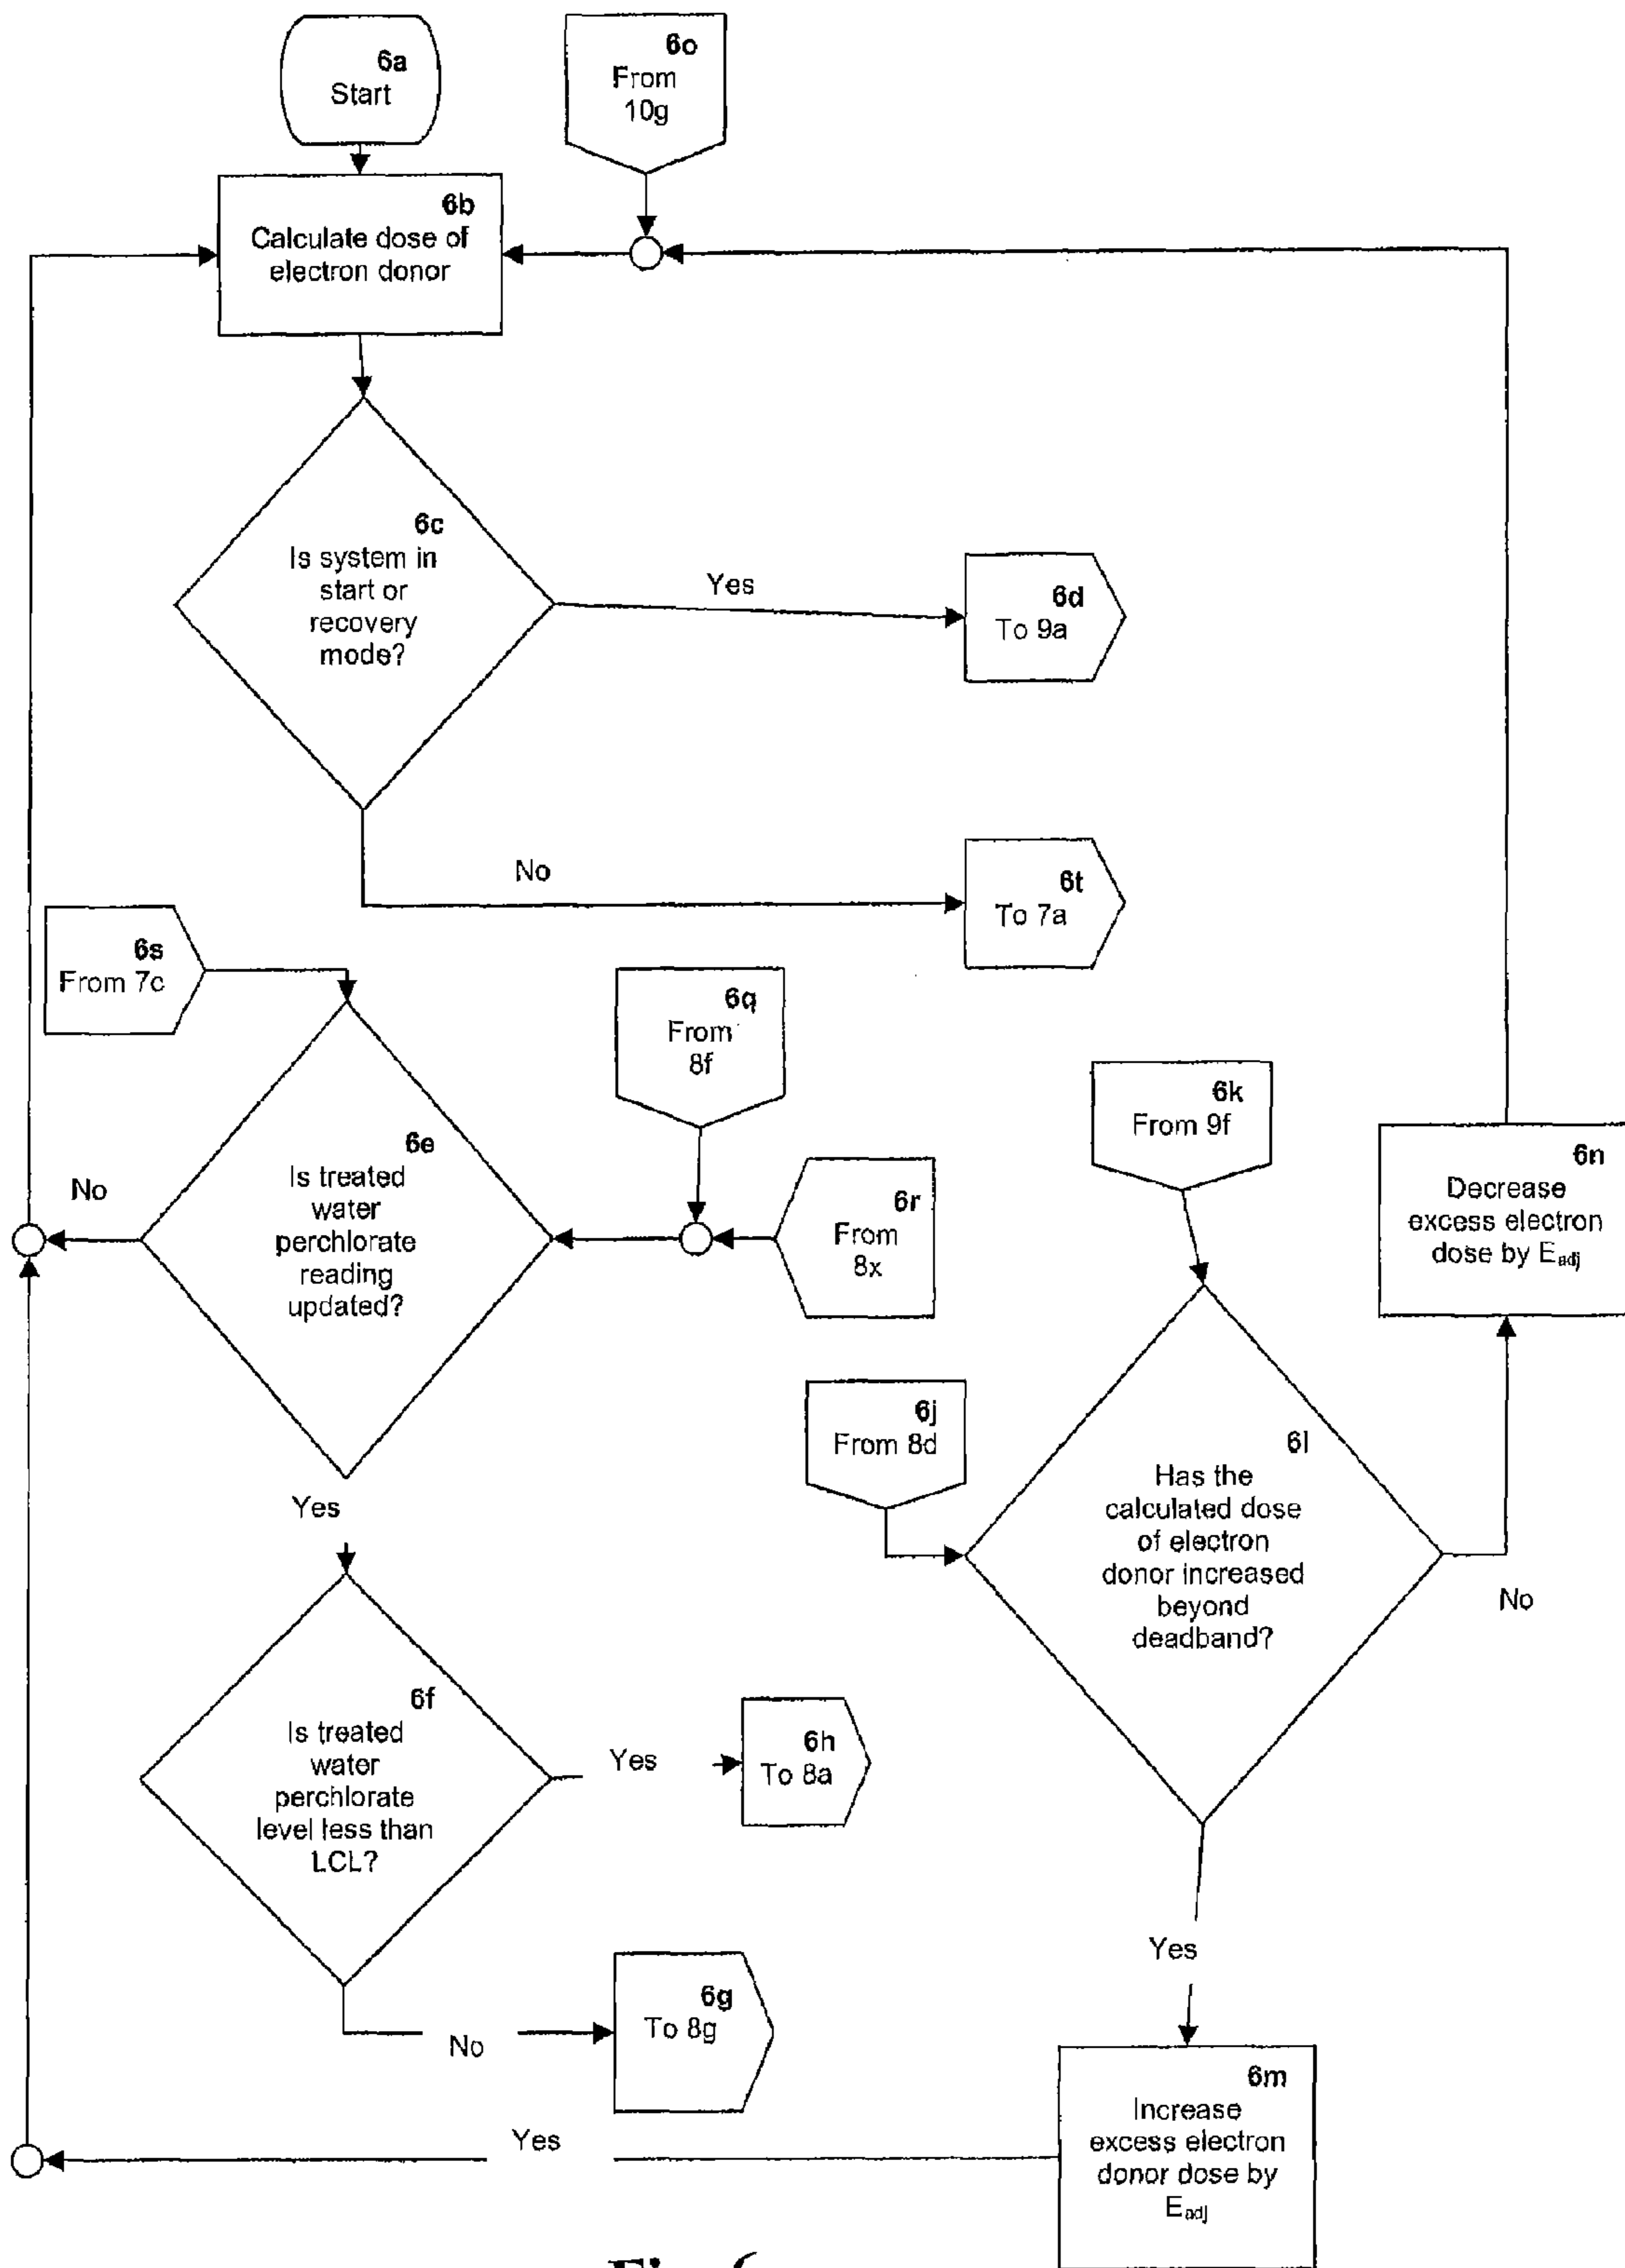 6a
Start
6o
From
10g
6b
Calculate dose of
electron donor
6c
Is system in
start or
recovery
mode?
Yes
6d
To 9a
No
6t
To 7a
6s
From 7c
6q
From
8f
6k
From 9f
6e
Is treated
water
perchlorate
reading
updated?
No
6r
From
8x
6n
Decrease
excess electron
dose by Eadj
6j
From 8d
6l
Has the
calculated dose
of electron
donor increased
beyond
deadband?
No
Yes
6f
Is treated
water
perchlorate
level less than
LCL?
Yes
6h
To 8a
Yes
No
6g
To 8g
6m
Increase
excess electron
donor dose by
Eadj
Yes